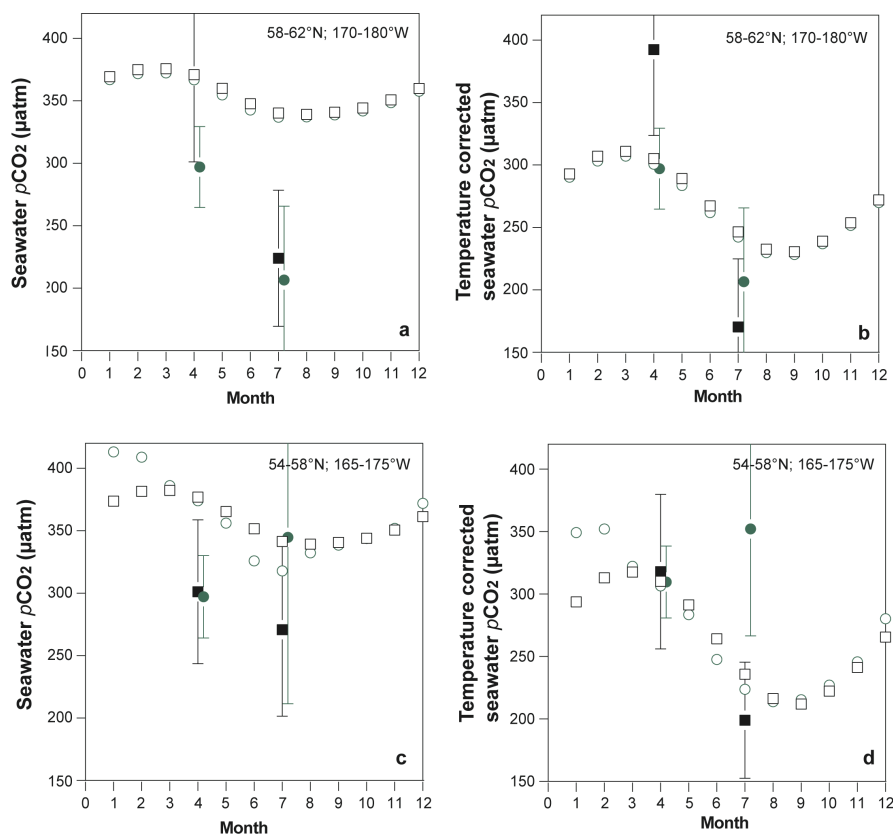 58-62°N; 170-180°W
400
350
300
250
200
150
Seawater pCO2 (µatm)
a
0 1 2 3 4 5 6 7 8 9 10 11 12
Month
58-62°N; 170-180°W
400
350
300
250
200
150
Temperature corrected
seawater pCO2 (µatm)
b
0 1 2 3 4 5 6 7 8 9 10 11 12
Month
54-58°N; 165-175°W
400
350
300
250
200
150
Seawater pCO2 (µatm)
c
0 1 2 3 4 5 6 7 8 9 10 11 12
Month
54-58°N; 165-175°W
400
350
300
250
200
150
Temperature corrected
seawater pCO2 (µatm)
d
0 1 2 3 4 5 6 7 8 9 10 11 12
Month